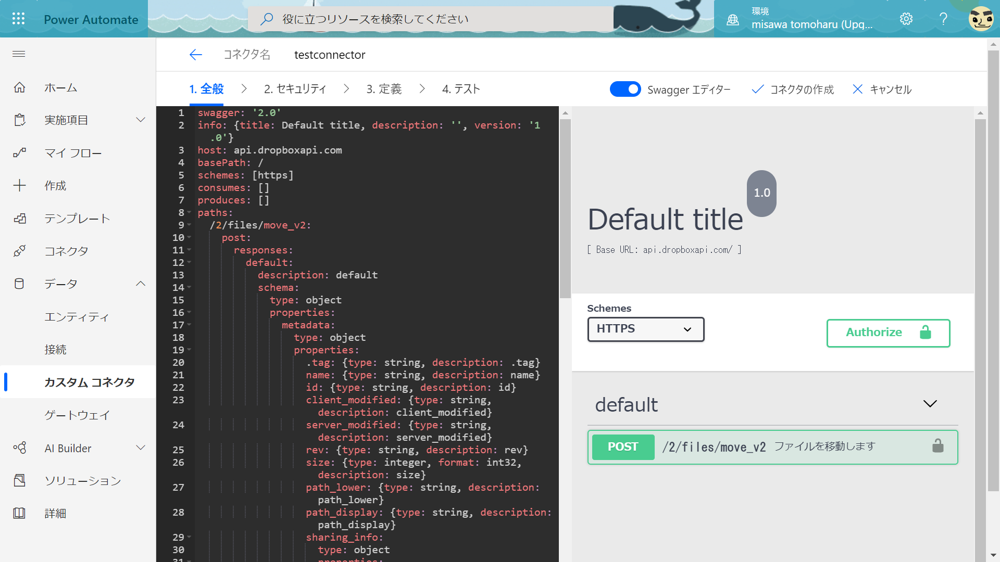 Power Automate
役に立つリソースを検索してください
環境
misawa tomoharu (Upg...
ホーム
実施項目
マイ フロー
作成
テンプレート
コネクタ
データ
エンティティ
接続
カスタム コネクタ
ゲートウェイ
AI Builder
ソリューション
詳細
コネクタ名 testconnector
1. 全般 2. セキュリティ 3. 定義 4. テスト Swagger エディター コネクタの作成 キャンセル
1 swagger: '2.0'
2 info: {title: Default title, description: '', version: '1
.0'}
3 host: api.dropboxapi.com
4 basePath: /
5 schemes: [https]
6 consumes: []
7 produces: []
8 paths:
9 /2/files/move_v2:
10 post:
11 responses:
12 default:
13 description: default
14 schema:
15 type: object
16 properties:
17 metadata:
18 type: object
19 properties:
20 .tag: {type: string, description: .tag}
21 name: {type: string, description: name}
22 id: {type: string, description: id}
23 client_modified: {type: string,
description: client_modified}
24 server_modified: {type: string,
description: server_modified}
25 rev: {type: string, description: rev}
26 size: {type: integer, format: int32,
description: size}
27 path_lower: {type: string, description:
path_lower}
28 path_display: {type: string, description:
path_display}
29 sharing_info:
30 type: object
31 properties:
1.0
Default title
[ Base URL: api.dropboxapi.com/ ]
Schemes
HTTPS
Authorize
default
POST /2/files/move_v2 ファイルを移動します